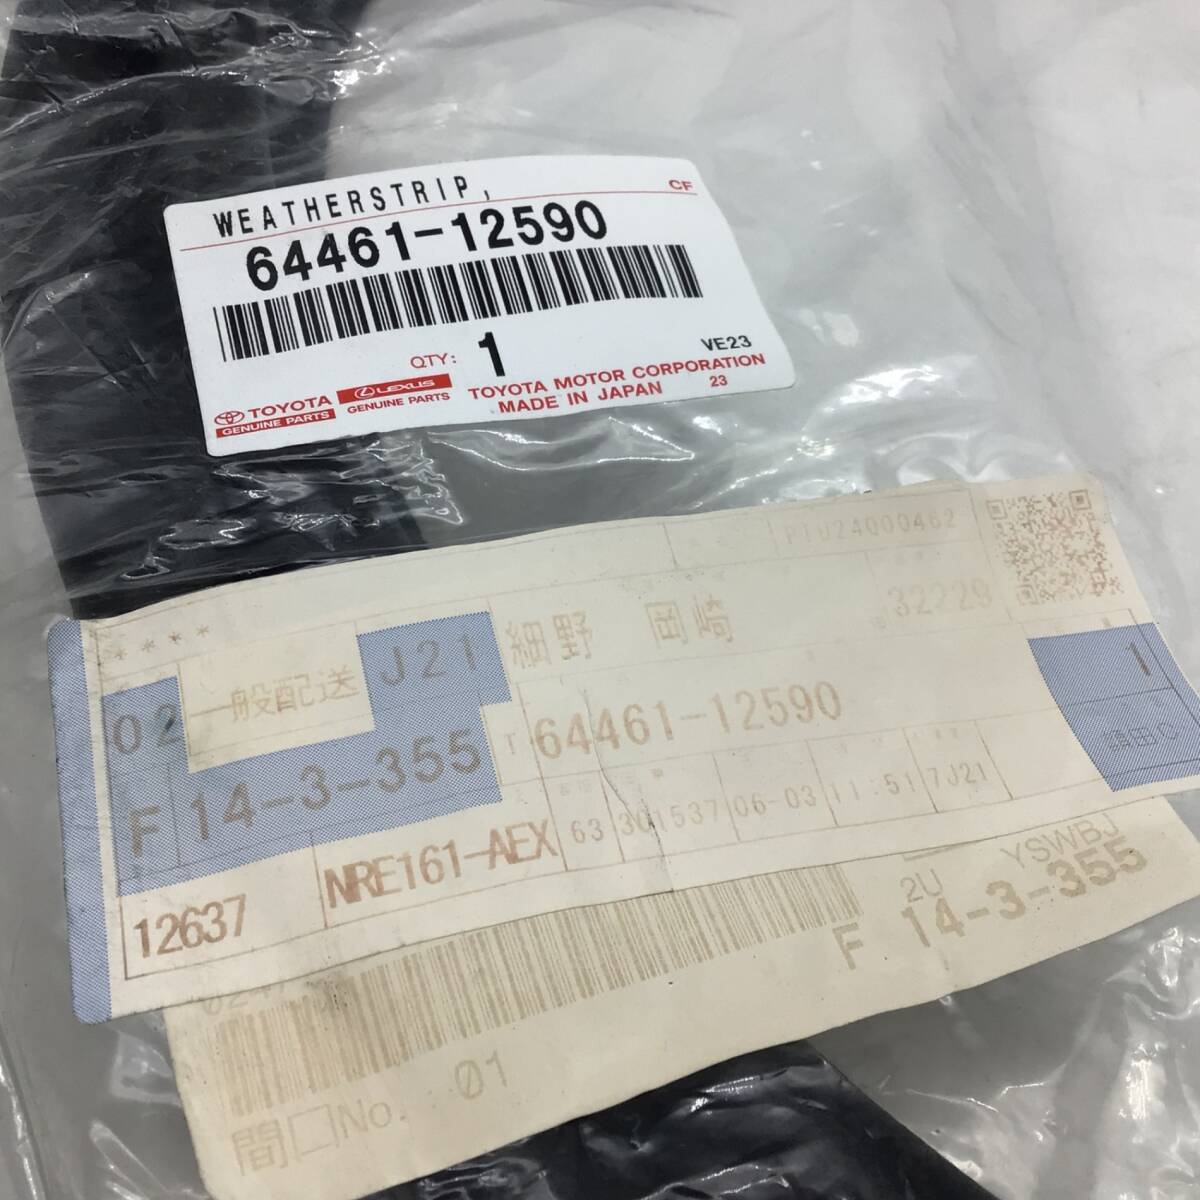 WEATHERSTRIP,
CF
64461-12590
QTY: 1
VE23
TOYOTA
GENUINE PARTS
LEXUS
GENUINE PARTS
TOYOTA MOTOR CORPORATION
MADE IN JAPAN 23
PTU24000462
****
細野 岡崎
32229
02
一般配送
J21
64461-12590
1
F
14-3-355
63
301537
06-03
11:51
7J21
12637
NRE161-AEX
2U
YSWBJ
F 14-3-355
01
間口No.